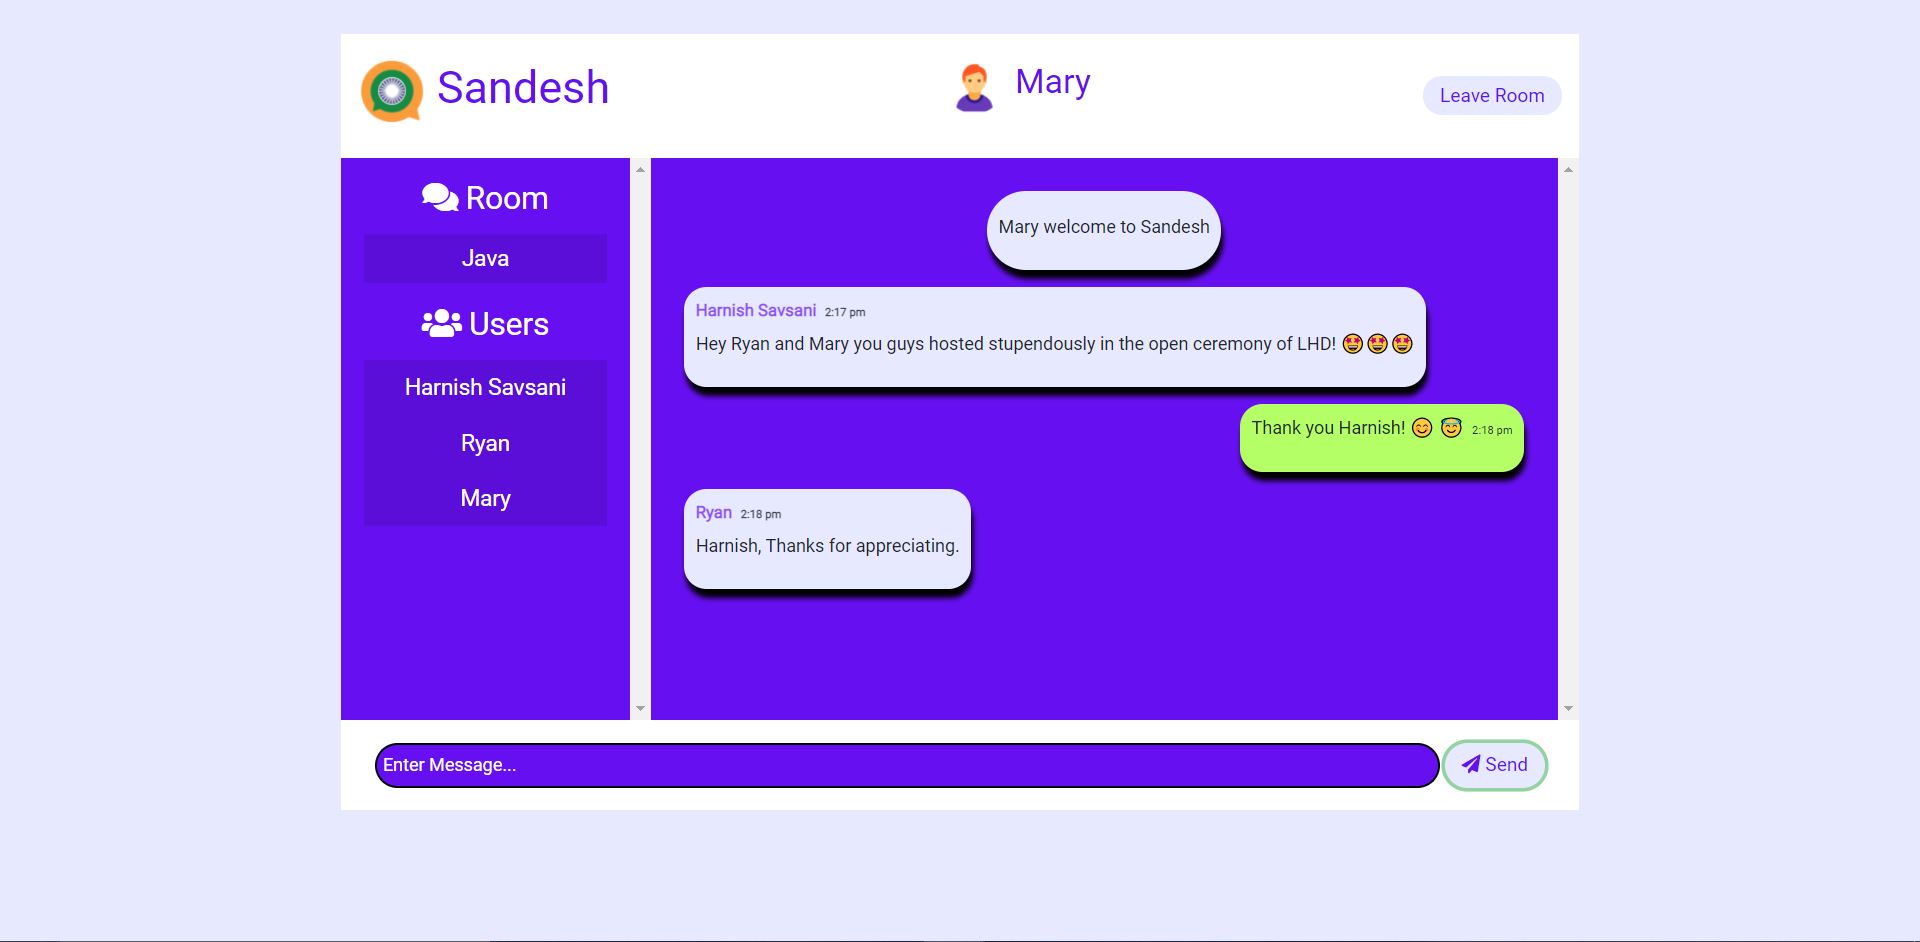 Sandesh
Mary
Leave Room
Room
Java
Users
Harnish Savsani
Ryan
Mary
Mary welcome to Sandesh
Harnish Savsani 2:17 pm
Hey Ryan and Mary you guys hosted stupendously in the open ceremony of LHD! 🤩🤩🤩
Thank you Harnish! 😊 😇 2:18 pm
Ryan 2:18 pm
Harnish, Thanks for appreciating.
Enter Message...
Send